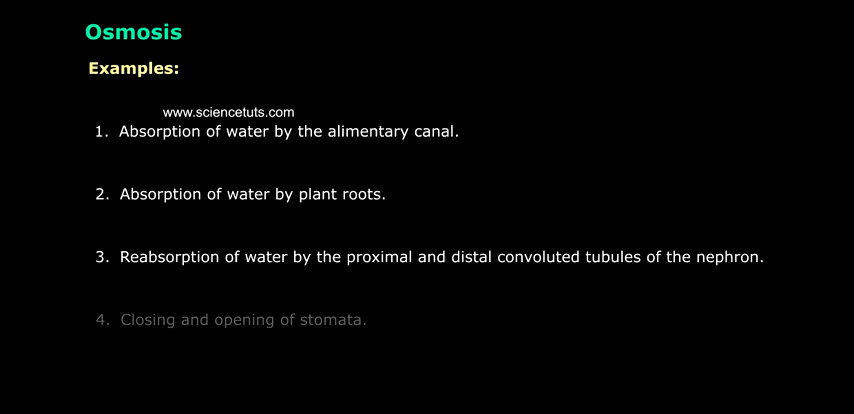 Osmosis
Examples:
www.sciencetuts.com
1. Absorption of water by the alimentary canal.
2. Absorption of water by plant roots.
3. Reabsorption of water by the proximal and distal convoluted tubules of the nephron.
4. Closing and opening of stomata.